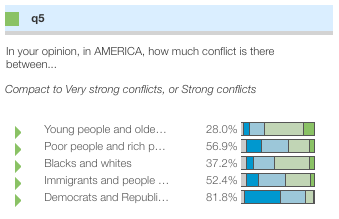 q5
In your opinion, in AMERICA, how much conflict is there
between...
Compact to Very strong conflicts, or Strong conflicts
Young people and olde... 28.0%
Poor people and rich p... 56.9%
Blacks and whites 37.2%
Immigrants and people ... 52.4%
Democrats and Republi... 81.8%